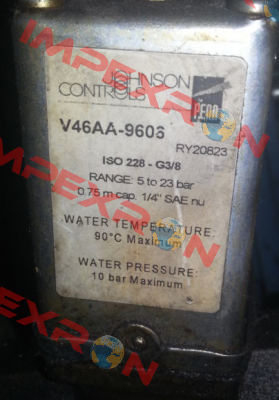 JOHNSON
CONTROLS
PENN
V46AA-9606
RY20823
ISO 228 - G3/8
RANGE: 5 to 23 bar
0.75 m cap. 1/4" SAE nu
WATER TEMPERATURE:
90°C Maximum
WATER PRESSURE:
10 bar Maximum
IMPEXRON
IMPEXRON
IMPEXRON